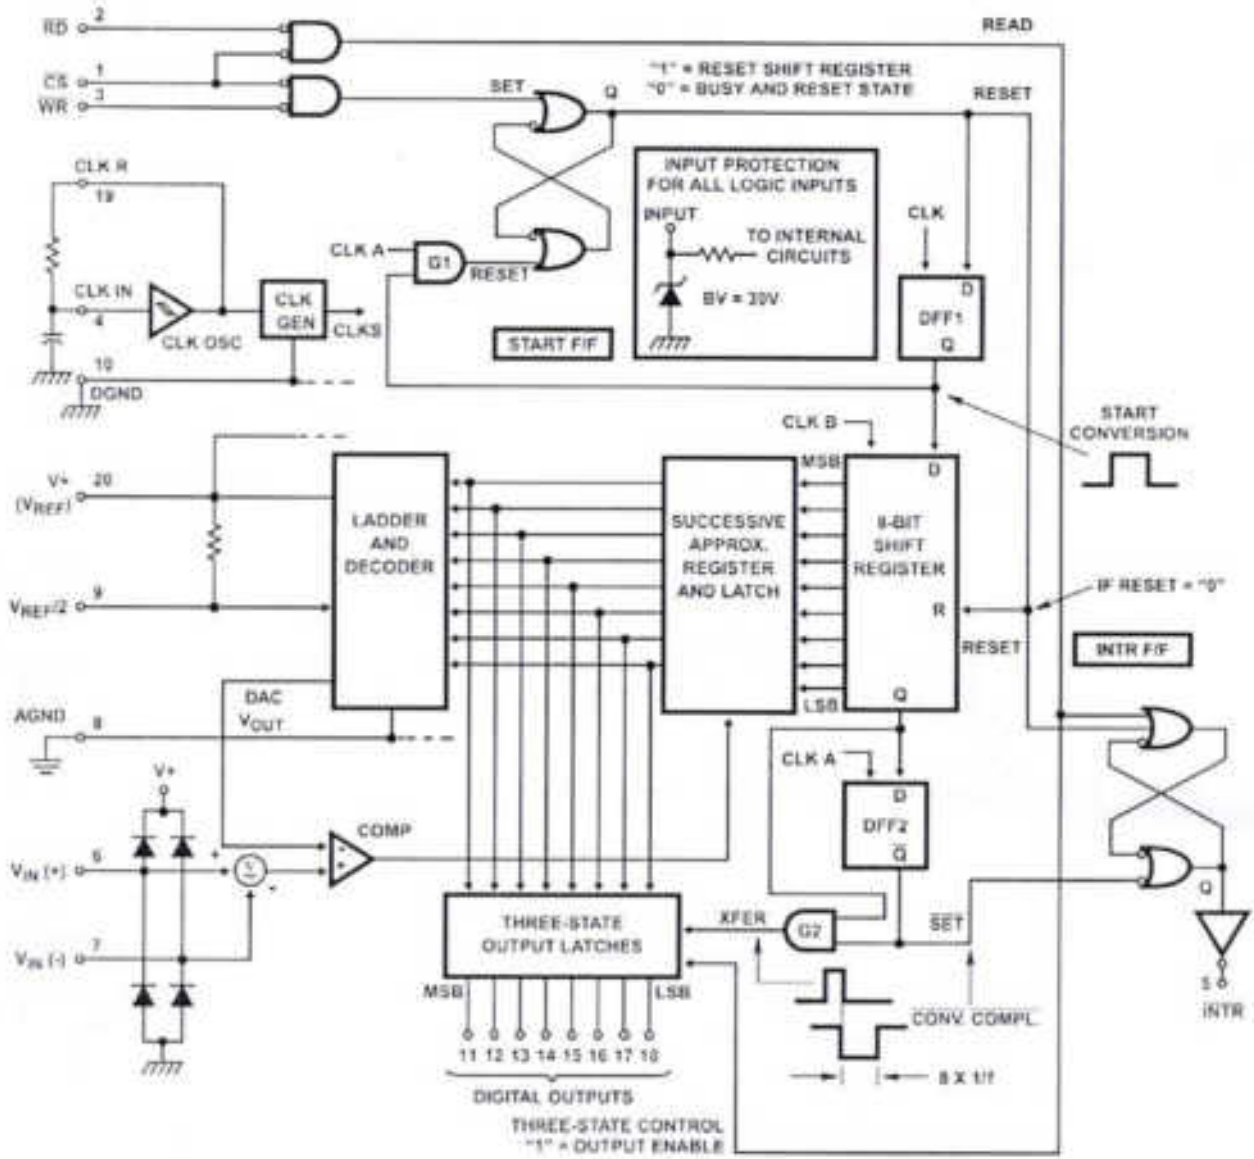 RD
2
READ
CS
1
WR
3
SET
Q
"1" = RESET SHIFT REGISTER
"0" = BUSY AND RESET STATE
RESET
CLK R
19
INPUT PROTECTION
FOR ALL LOGIC INPUTS
INPUT
TO INTERNAL
CIRCUITS
BV = 30V
CLK
CLK A
G1
RESET
D
DFF1
Q
CLK IN
4
CLK OSC
CLK
GEN
CLKS
START F/F
10
DGND
START
CONVERSION
CLK B
MSB
D
V+
(VREF)
20
LADDER
AND
DECODER
SUCCESSIVE
APPROX.
REGISTER
AND LATCH
8-BIT
SHIFT
REGISTER
IF RESET = "0"
VREF/2
9
R
RESET
INTR F/F
DAC
VOUT
LSB
Q
AGND
8
V+
CLK A
D
DFF2
Q
COMP
VIN (+)
6
+
-
Q
THREE-STATE
OUTPUT LATCHES
XFER
G2
SET
VIN (-)
7
MSB
LSB
CONV. COMPL.
5
INTR
11 12 13 14 15 16 17 18
8 X 1/f
DIGITAL OUTPUTS
THREE-STATE CONTROL
"1" = OUTPUT ENABLE